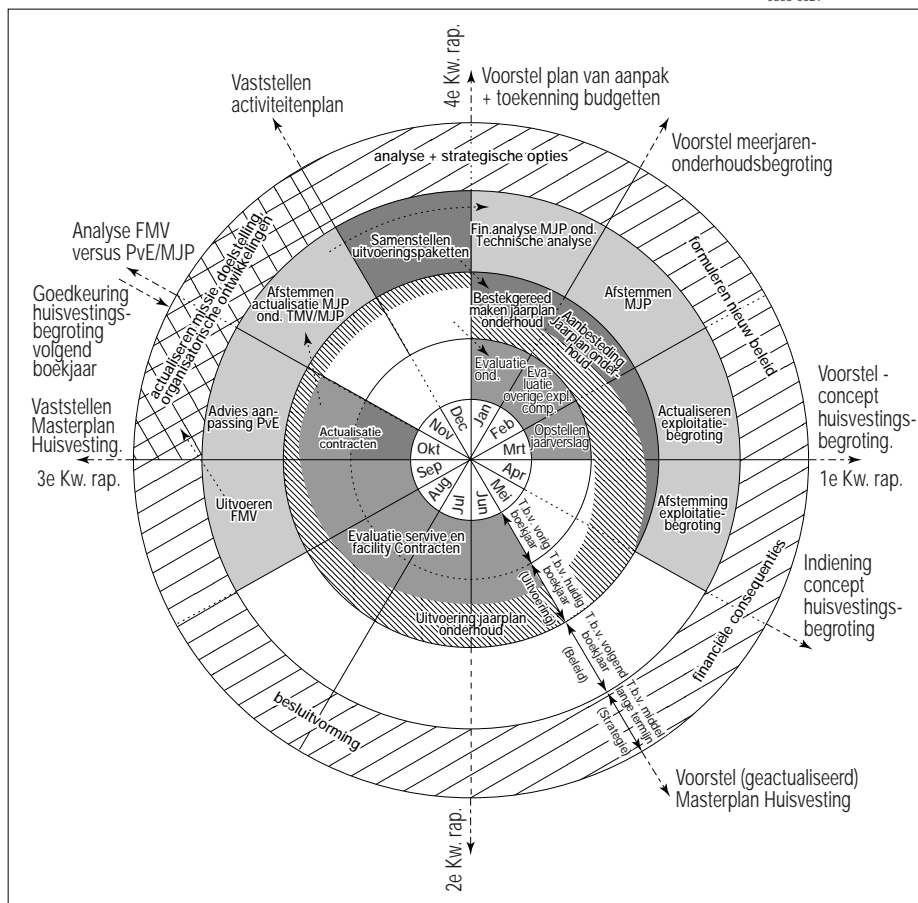 4e Kw. rap.
Vaststellen
activiteitenplan
Voorstel plan van aanpak
+ toekenning budgetten
Voorstel meerjaren-
onderhoudsbegroting
analyse + strategische opties
Analyse FMV
versus PvE/MJP
Goedkeuring
huisvestings-
begroting
volgend
boekjaar
Vaststellen
Masterplan
Huisvesting.
3e Kw. rap.
actualiseren missie, doelstelling,
organisatorische ontwikkelingen
formuleren nieuw beleid
Samenstellen
uitvoeringspaketten
Fin.analyse MJP ond.
Technische analyse
Afstemmen
actualisatie MJP
ond. TMV/MJP
Afstemmen
MJP
Bestekgereed
maken jaarplan
onderhoud
Aanbesteding
Jaarplan onder-
houd
Evaluatie
ond.
Eva-
luatie
overige expl.
comp.
Opstellen
jaarverslag
Advies aan-
passing PvE
Actualisatie
contracten
Actualiseren
exploitatie-
begroting
Voorstel -
concept
huisvestings-
begroting.
1e Kw. rap.
Jan
Feb
Mrt
Apr
Mei
Jun
Jul
Aug
Sep
Okt
Nov
Dec
Uitvoeren
FMV
Afstemming
exploitatie-
begroting
Evaluatie servive en
facility Contracten
Uitvoering jaarplan
onderhoud
T.b.v. vorig
boekjaar
T.b.v. huidig
boekjaar
(Uitvoering)
T.b.v. volgend
boekjaar
(Beleid)
T.b.v. middel
lange termijn
(Strategie)
Indiening
concept
huisvestings-
begroting
financiële consequenties
besluitvorming
Voorstel (geactualiseerd)
Masterplan Huisvesting
2e Kw. rap.